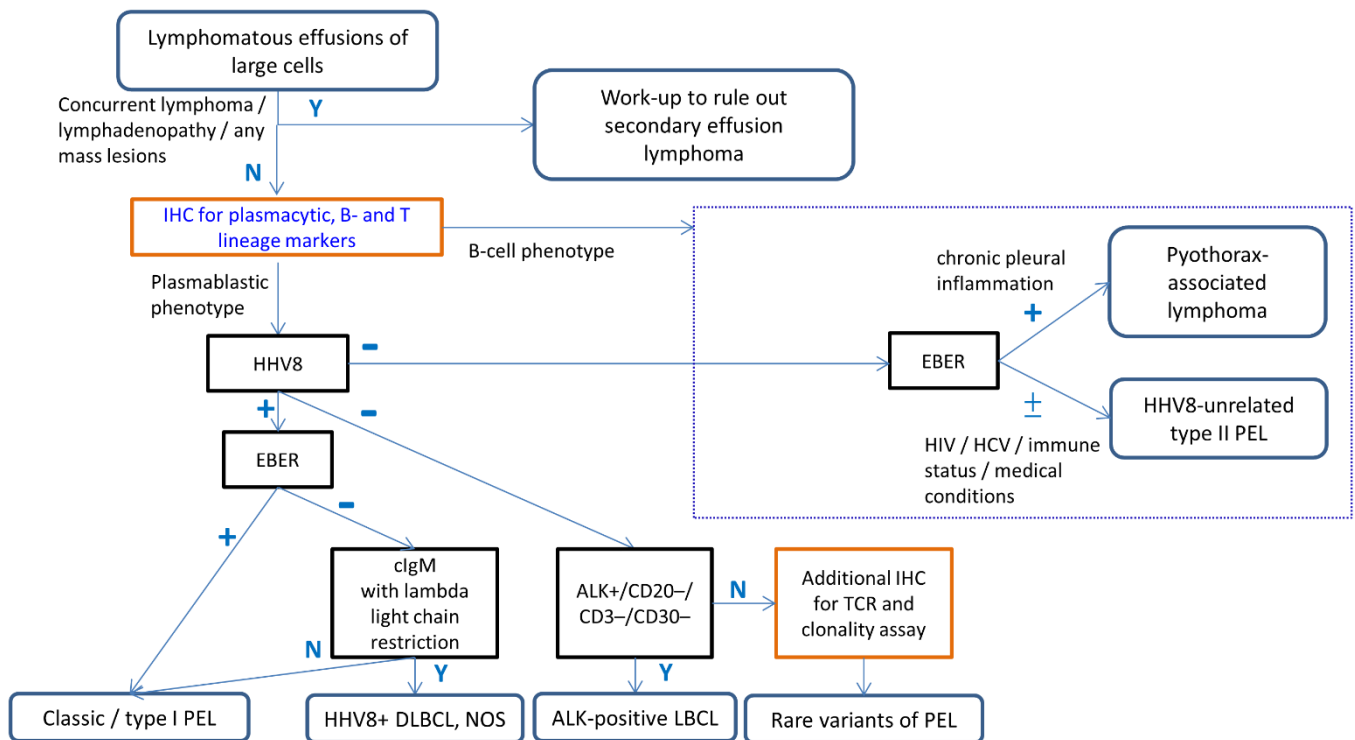 Lymphomatous effusions of
large cells
Concurrent lymphoma /
lymphadenopathy / any
mass lesions
Y
N
Work-up to rule out
secondary effusion
lymphoma
IHC for plasmacytic, B- and T
lineage markers
B-cell phenotype
Plasmablastic
phenotype
HHV8
–
+
–
EBER
+
–
chronic pleural
inflammation
+
Pyothorax-
associated
lymphoma
EBER
±
HIV / HCV / immune
status / medical
conditions
HHV8-unrelated
type II PEL
cIgM
with lambda
light chain
restriction
N
Y
ALK+/CD20–/
CD3–/CD30–
N
Y
Additional IHC
for TCR and
clonality assay
Classic / type I PEL
HHV8+ DLBCL, NOS
ALK-positive LBCL
Rare variants of PEL